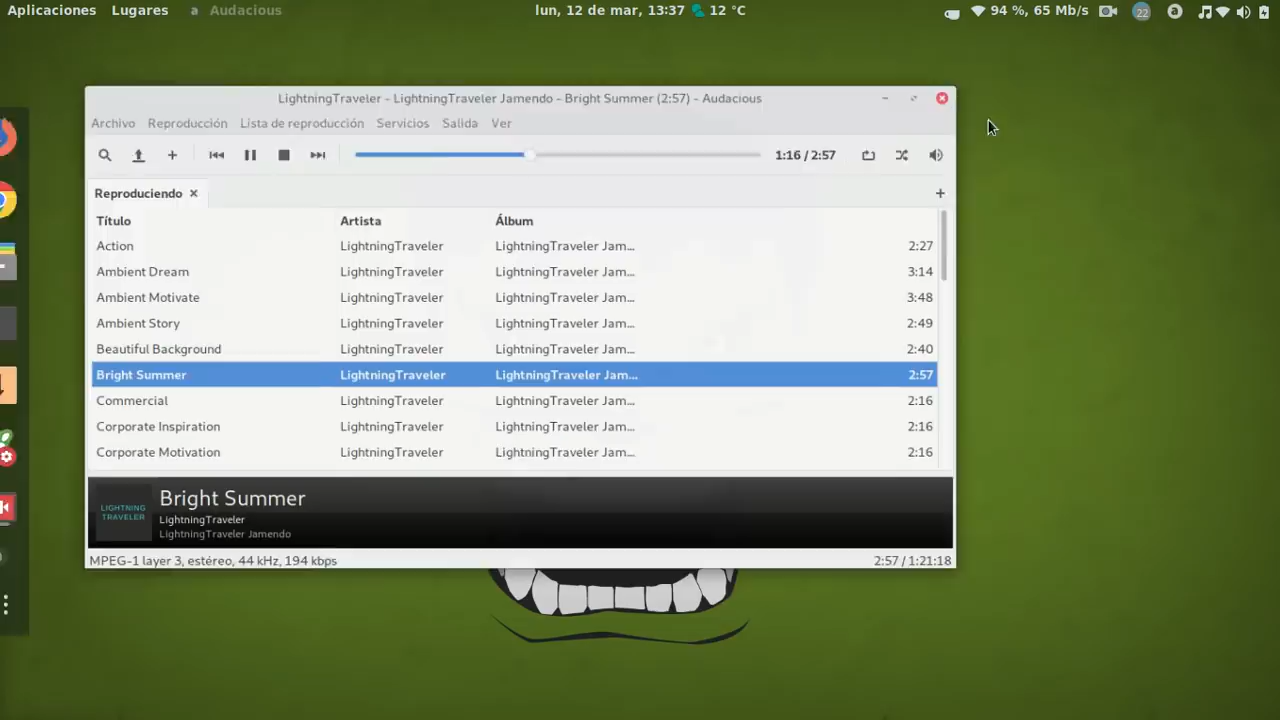 Aplicaciones Lugares a Audacious lun, 12 de mar, 13:37 12 °C 94 %, 65 Mb/s 22 a
LightningTraveler - LightningTraveler Jamendo - Bright Summer (2:57) - Audacious
Archivo Reproducción Lista de reproducción Servicios Salida Ver
1:16 / 2:57
Reproduciendo
Título Artista Álbum
Action LightningTraveler LightningTraveler Jam... 2:27
Ambient Dream LightningTraveler LightningTraveler Jam... 3:14
Ambient Motivate LightningTraveler LightningTraveler Jam... 3:48
Ambient Story LightningTraveler LightningTraveler Jam... 2:49
Beautiful Background LightningTraveler LightningTraveler Jam... 2:40
Bright Summer LightningTraveler LightningTraveler Jam... 2:57
Commercial LightningTraveler LightningTraveler Jam... 2:16
Corporate Inspiration LightningTraveler LightningTraveler Jam... 2:16
Corporate Motivation LightningTraveler LightningTraveler Jam... 2:16
LIGHTNING
TRAVELER
Bright Summer
LightningTraveler
LightningTraveler Jamendo
MPEG-1 layer 3, estéreo, 44 kHz, 194 kbps 2:57 / 1:21:18